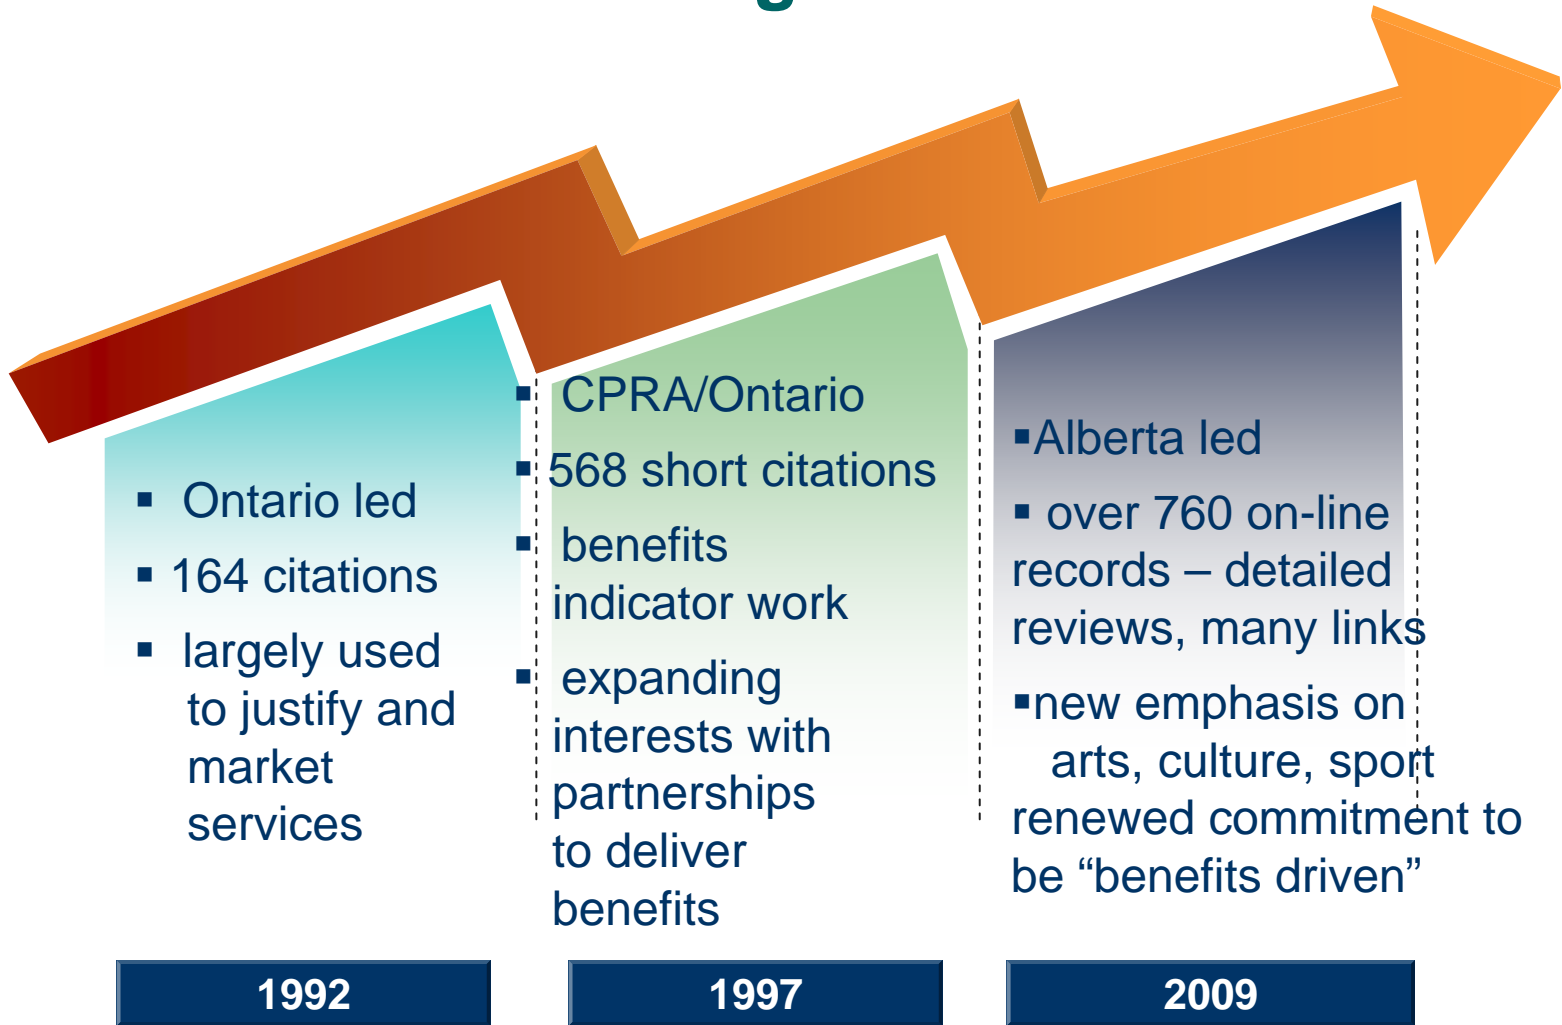 ▪ Ontario led
▪ 164 citations
▪ largely used
to justify and
market
services
1992
▪ CPRA/Ontario
▪ 568 short citations
▪ benefits
indicator work
▪ expanding
interests with
partnerships
to deliver
benefits
1997
▪Alberta led
▪ over 760 on-line
records – detailed
reviews, many links
▪new emphasis on
arts, culture, sport
renewed commitment to
be “benefits driven”
2009